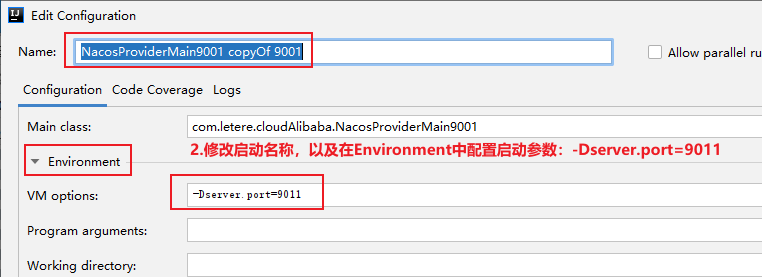 IJ Edit Configuration
Name: NacosProviderMain9001 copyOf 9001 Allow parallel ru
Configuration Code Coverage Logs
Main class: com.letere.cloudAlibaba.NacosProviderMain9001
Environment 2.修改启动名称，以及在Environment中配置启动参数：-Dserver.port=9011
VM options: -Dserver.port=9011
Program arguments:
Working directory: